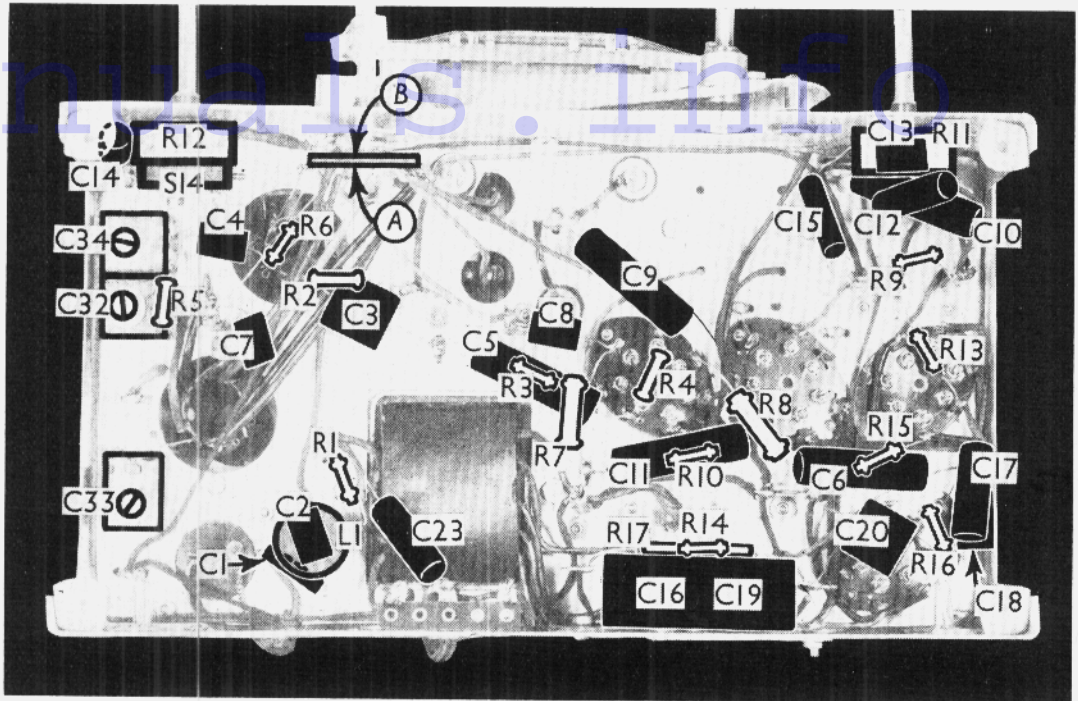 nuals.info
B
C13 R11
R12
C14
S14
C4
R6
A
C15
C12
C10
C34
R9
C9
R2
C32
R5
C3
C8
C7
C5
R13
R3
R4
R8
R15
R7
R1
C11
R10
C6
C17
C33
C2
L1
C23
R17
R14
C20
R16
C1
C16
C19
C18